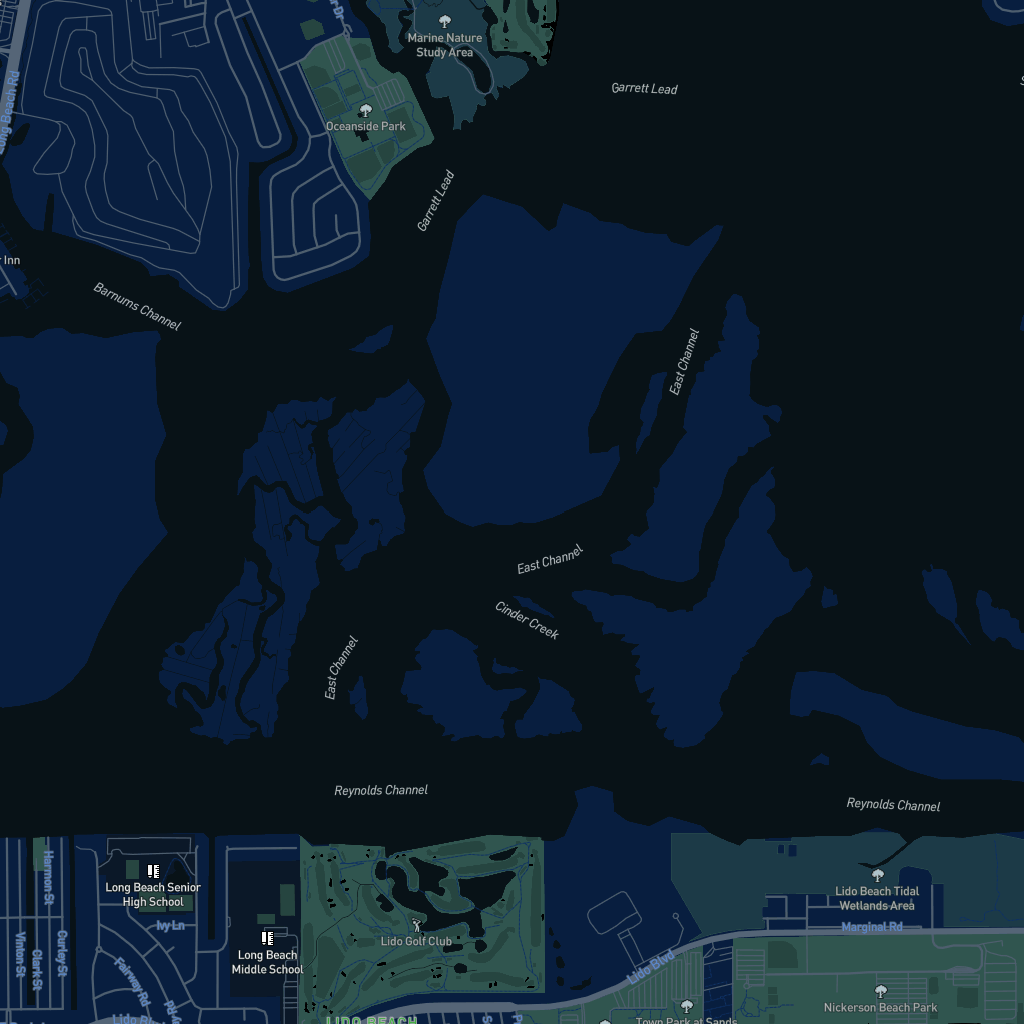 Marine Nature
Study Area
Garrett Lead
Long Beach Rd
Oceanside Park
Garrett Lead
Inn
Barnums Channel
East Channel
East Channel
Cinder Creek
East Channel
Reynolds Channel
Reynolds Channel
Long Beach Senior
High School
Harmon St
Vinton St
Clark St
Curley St
Ivy Ln
Fairway Rd
Long Beach
Middle School
Lido Golf Club
Lido Beach Tidal
Wetlands Area
Marginal Rd
Lido Blvd
Nickerson Beach Park
Town Park at Sands
LIDO BEACH